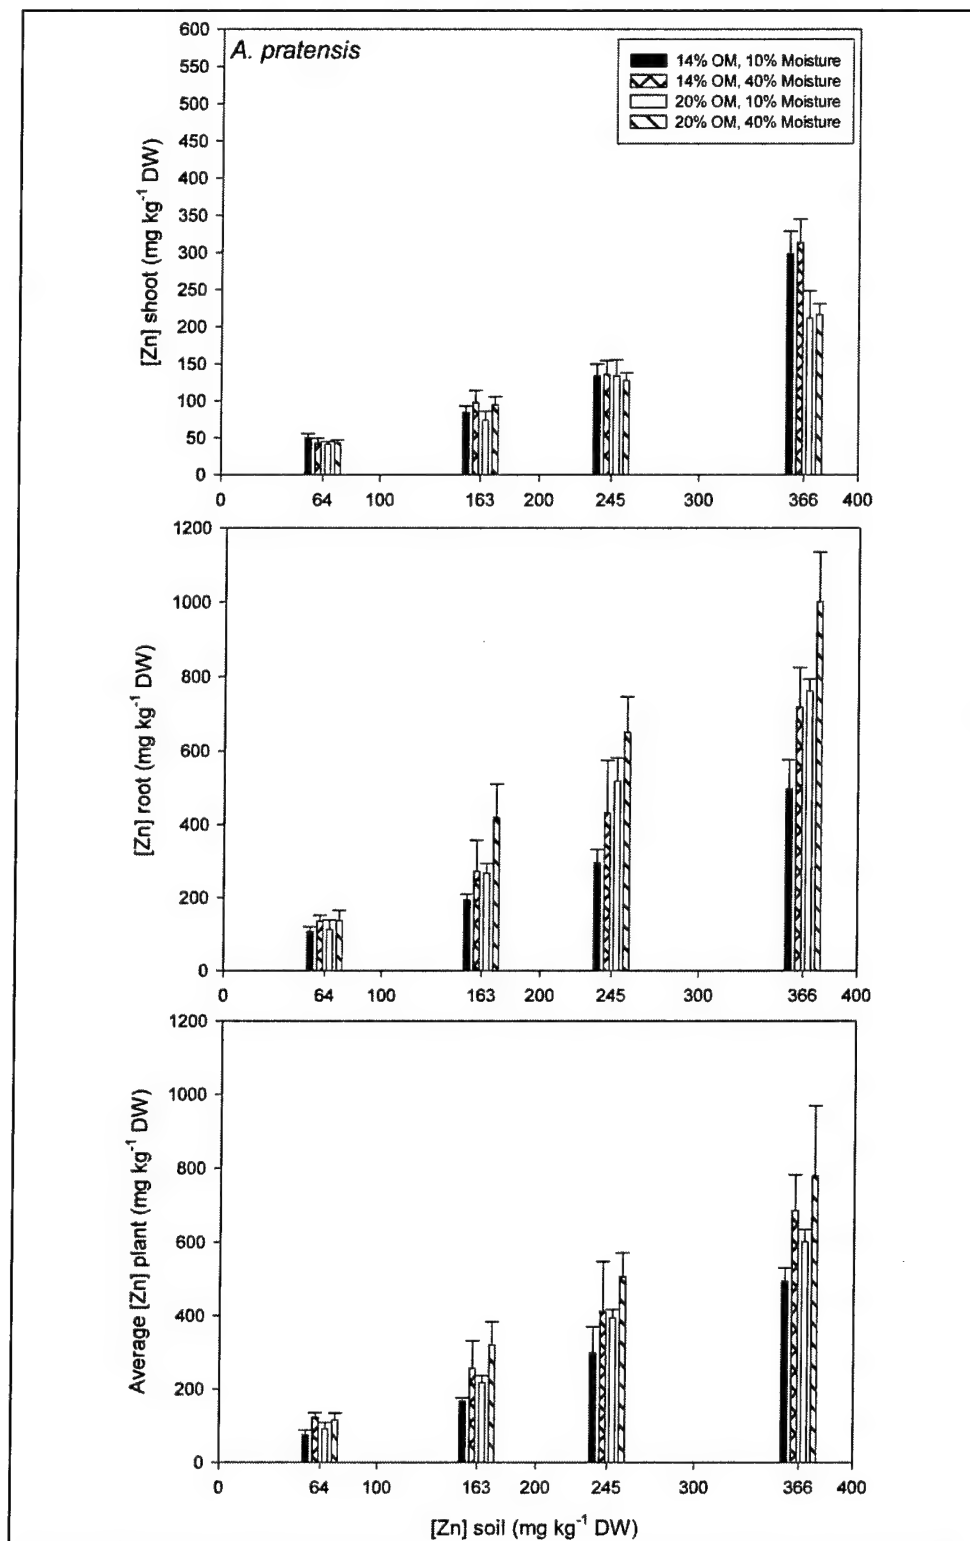 A. pratensis
14% OM, 10% Moisture
14% OM, 40% Moisture
20% OM, 10% Moisture
20% OM, 40% Moisture
[Zn] shoot (mg kg⁻¹ DW)
600
550
500
450
400
350
300
250
200
150
100
50
0
0 64 100 163 200 245 300 366 400
[Zn] root (mg kg⁻¹ DW)
1200
1000
800
600
400
200
0
0 64 100 163 200 245 300 366 400
Average [Zn] plant (mg kg⁻¹ DW)
1200
1000
800
600
400
200
0
0 64 100 163 200 245 300 366 400
[Zn] soil (mg kg⁻¹ DW)